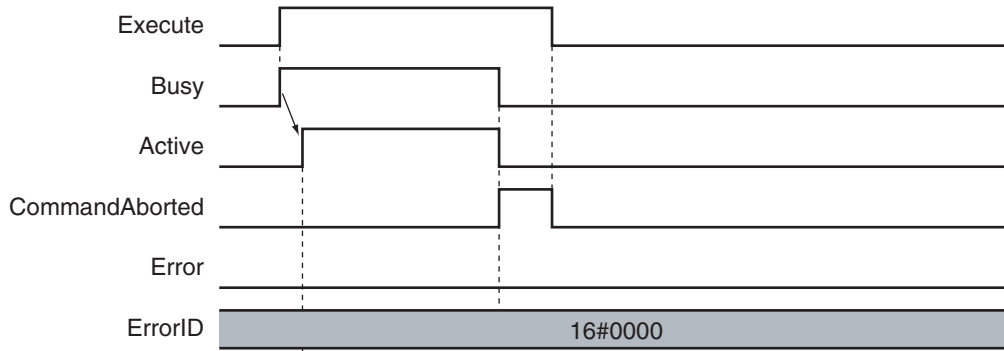 Execute
Busy
Active
CommandAborted
Error
ErrorID
16#0000